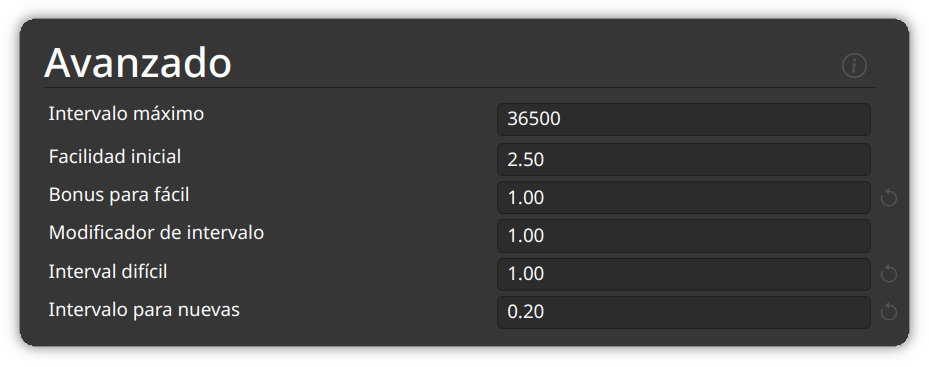 Avanzado
Intervalo máximo 36500
Facilidad inicial 2.50
Bonus para fácil 1.00
Modificador de intervalo 1.00
Interval difícil 1.00
Intervalo para nuevas 0.20